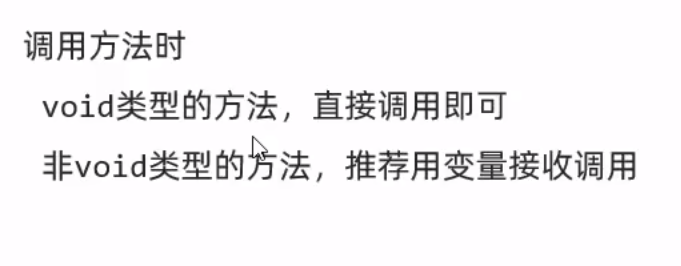 调用方法时
void类型的方法，直接调用即可
非void类型的方法，推荐用变量接收调用